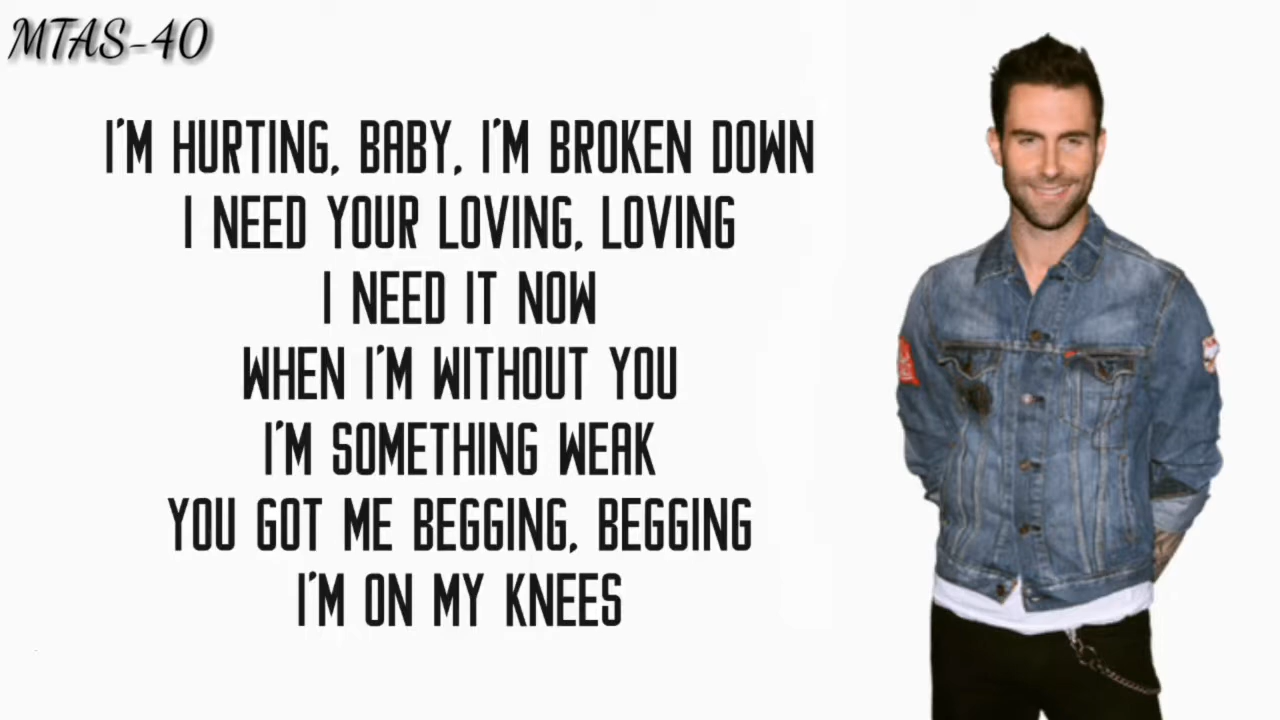 MTAS-40
I'M HURTING, BABY, I'M BROKEN DOWN
I NEED YOUR LOVING, LOVING
I NEED IT NOW
WHEN I'M WITHOUT YOU
I'M SOMETHING WEAK
YOU GOT ME BEGGING, BEGGING
I'M ON MY KNEES